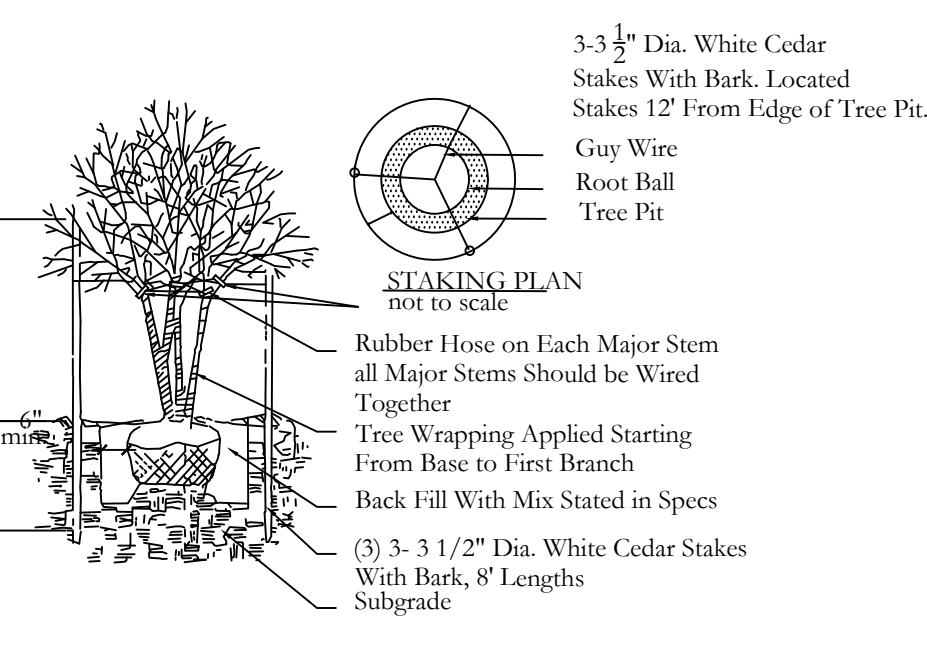 3-3 1/2" Dia. White Cedar
Stakes With Bark. Located
Stakes 12' From Edge of Tree Pit.
Guy Wire
Root Ball
Tree Pit
STAKING PLAN
not to scale
Rubber Hose on Each Major Stem
all Major Stems Should be Wired
Together
Tree Wrapping Applied Starting
From Base to First Branch
Back Fill With Mix Stated in Specs
(3) 3- 3 1/2" Dia. White Cedar Stakes
With Bark, 8' Lengths
Subgrade
6"
min.